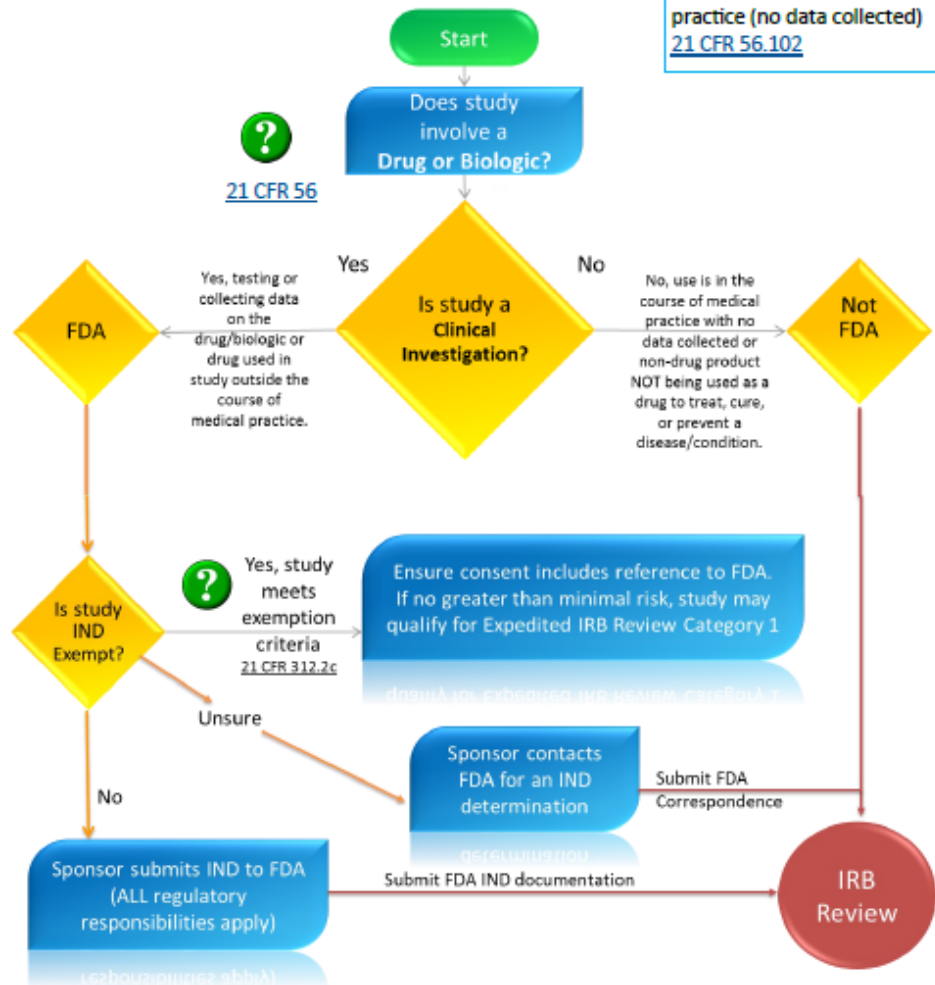 practice (no data collected)
21 CFR 56.102
Start
Does study
involve a
Drug or Biologic?
?
21 CFR 56
Yes
No
Is study a
Clinical
Investigation?
FDA
Yes, testing or
collecting data
on the
drug/biologic or
drug used in
study outside the
course of
medical practice.
No, use is in the
course of medical
practice with no
data collected or
non-drug product
NOT being used as a
drug to treat, cure,
or prevent a
disease/condition.
Not
FDA
Is study
IND
Exempt?
?
Yes, study
meets
exemption
criteria
21 CFR 312.2c
Ensure consent includes reference to FDA.
If no greater than minimal risk, study may
qualify for Expedited IRB Review Category 1
Unsure
Sponsor contacts
FDA for an IND
determination
Submit FDA
Correspondence
No
Sponsor submits IND to FDA
(ALL regulatory
responsibilities apply)
Submit FDA IND documentation
IRB
Review